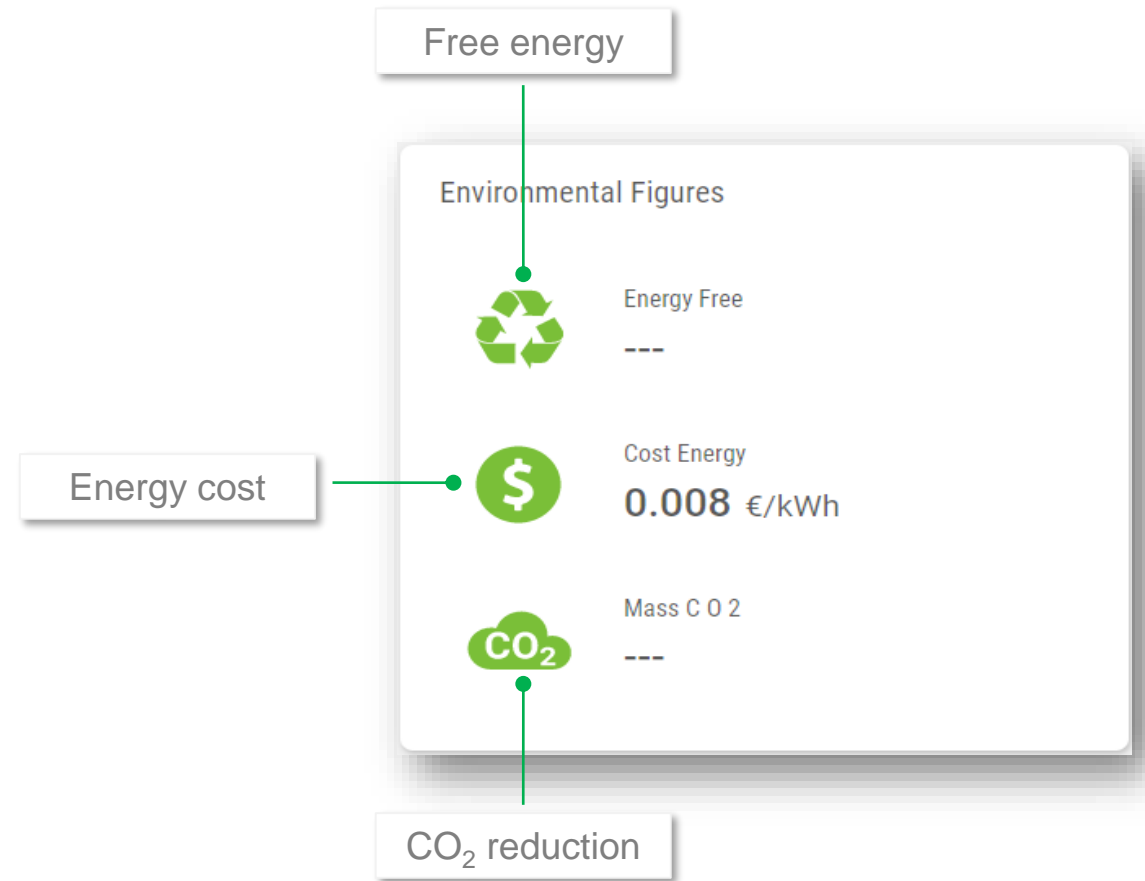 Free energy
Environmental Figures
Energy Free
---
Energy cost
$
Cost Energy
0.008 €/kWh
CO₂
Mass C O 2
---
CO₂ reduction